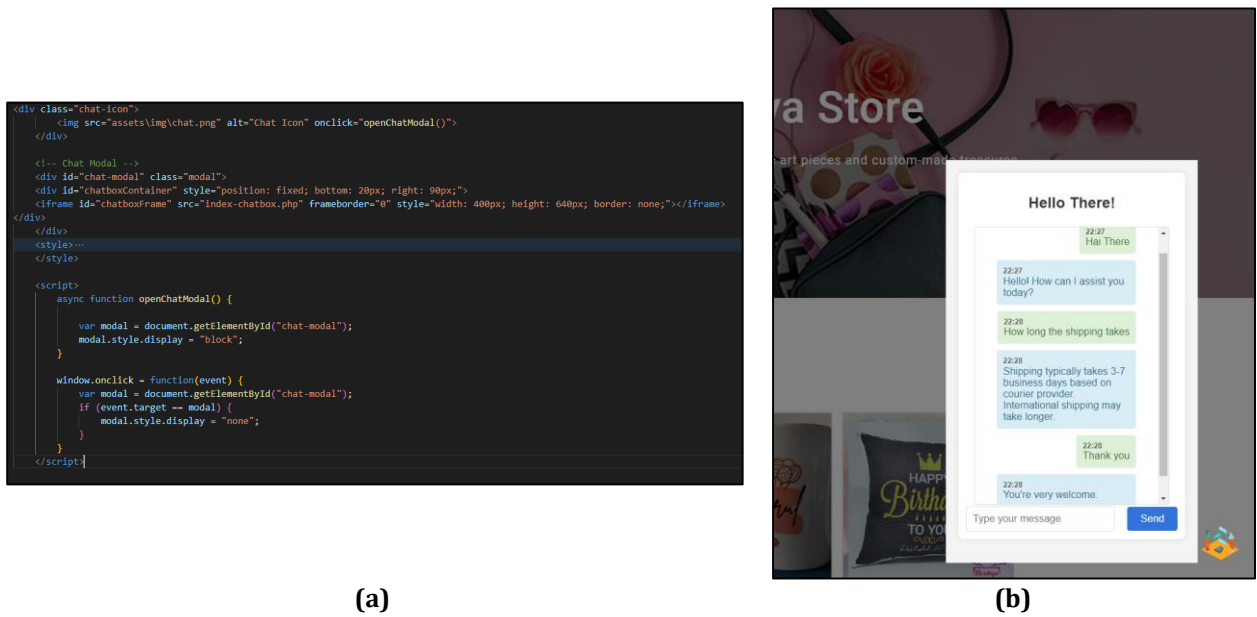 <div class="chat-icon">
<img src="assets\img\chat.png" alt="Chat Icon" onclick="openChatModal()">
</div>
<!-- Chat Modal -->
<div id="chat-modal" class="modal">
<div id="chatboxContainer" style="position: fixed; bottom: 20px; right: 90px;">
<iframe id="chatboxFrame" src="index-chatbox.php" frameborder="0" style="width: 400px; height: 640px; border: none;"></iframe>
</div>
</div>
<style>…
</style>
<script>
async function openChatModal() {
var modal = document.getElementById("chat-modal");
modal.style.display = "block";
}
window.onclick = function(event) {
var modal = document.getElementById("chat-modal");
if (event.target == modal) {
modal.style.display = "none";
}
}
</script>
(a)
ya Store
art pieces and custom-made treasures
Hello There!
22:27
Hai There
22:27
Hello! How can I assist you
today?
22:28
How long the shipping takes
22:28
Shipping typically takes 3-7
business days based on
courier provider.
International shipping may
take longer.
22:28
Thank you
22:28
You're very welcome.
Type your message
Send
HAPPY
Birthd
TO YO
(b)